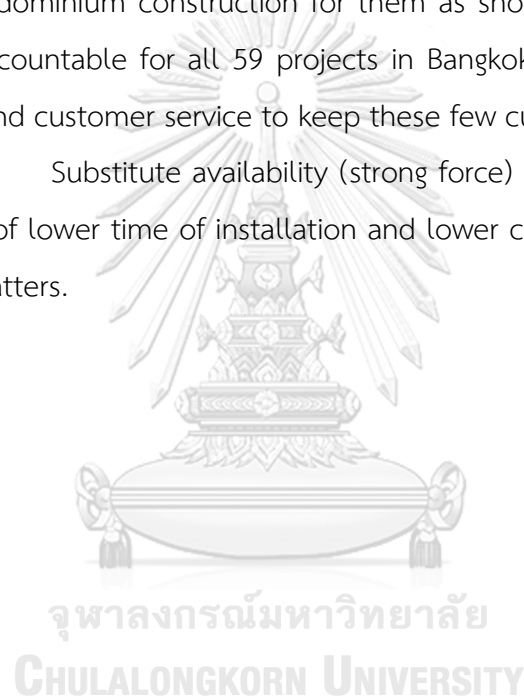 dominium construction for them as sho
countable for all 59 projects in Bangkok
nd customer service to keep these few cu
Substitute availability (strong force)
of lower time of installation and lower c
atters.
จุฬาลงกรณ์มหาวิทยาลัย
CHULALONGKORN UNIVERSITY